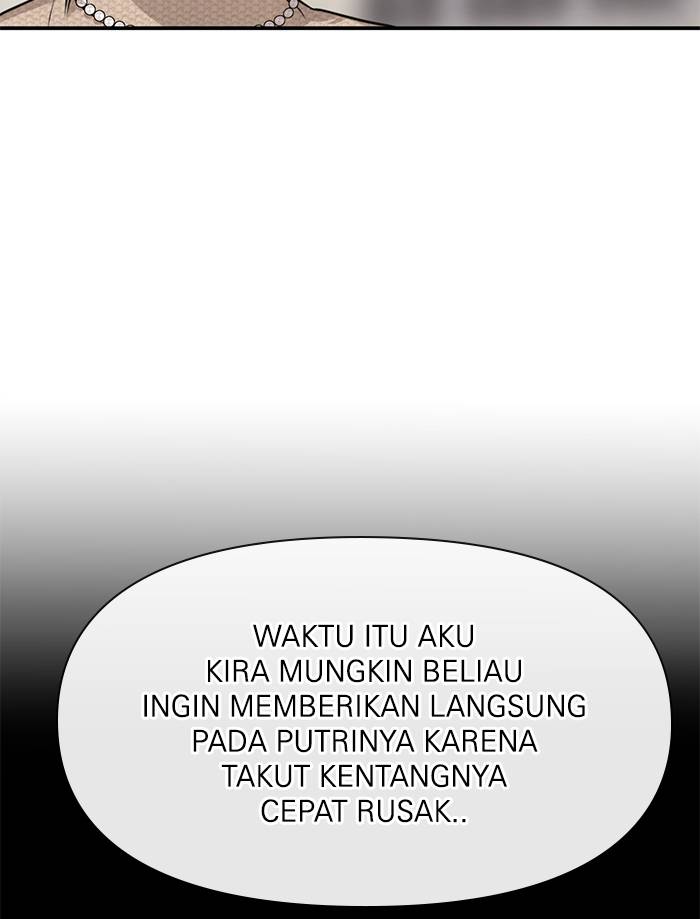 WAKTU ITU AKU
KIRA MUNGKIN BELIAU
INGIN MEMBERIKAN LANGSUNG
PADA PUTRINYA KARENA
TAKUT KENTANGNYA
CEPAT RUSAK..